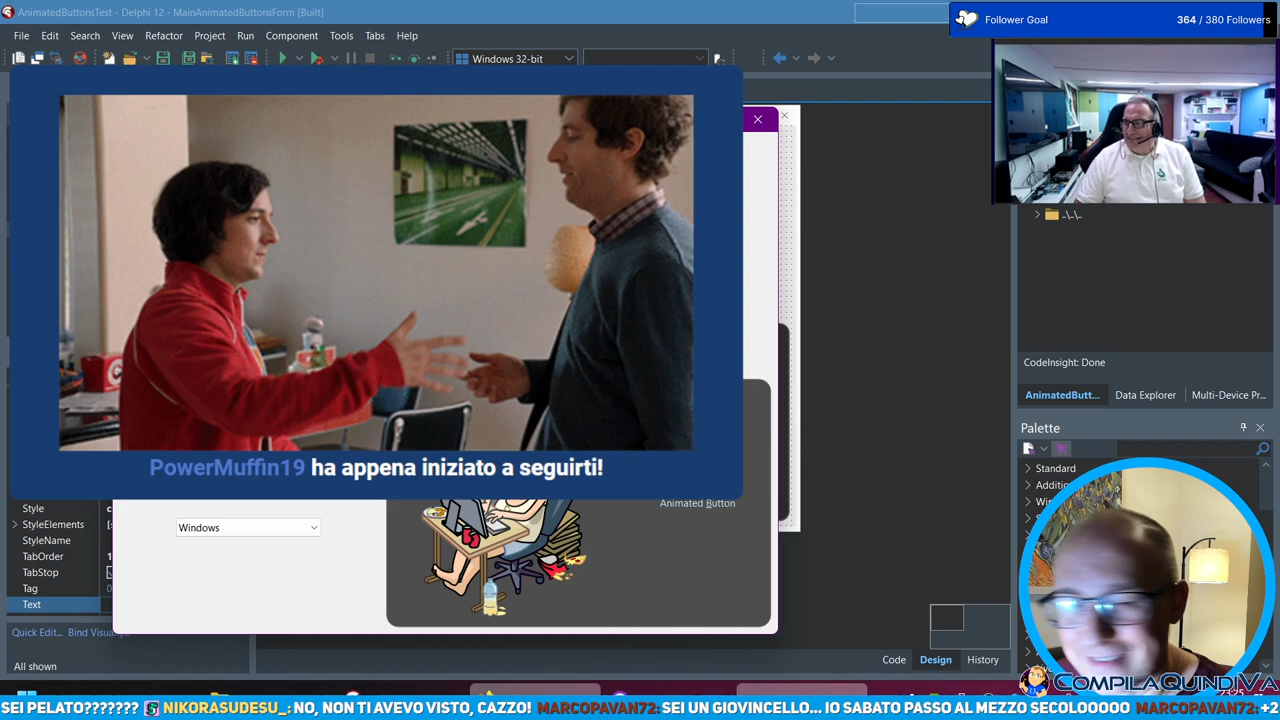 AnimatedButtonsTest - Delphi 12 - MainAnimatedButtonsForm [Built]
Follower Goal
364 / 380 Followers
File Edit Search View Refactor Project Run Component Tools Tabs Help
Windows 32-bit
..\..\..
CodeInsight: Done
AnimatedButt... Data Explorer Multi-Device Pr...
Palette
Standard
PowerMuffin19 ha appena iniziato a seguirti!
Animated Button
Windows
Style
StyleElements
StyleName
TabOrder
TabStop
Tag
Text
Quick Edit... Bind Visually...
All shown
Code Design History
COMPILAQUINDIVA
SEI PELATO??????? NIKORASUDESU_: NO, NON TI AVEVO VISTO, CAZZO! MARCOPAVAN72: SEI UN GIOVINCELLO... IO SABATO PASSO AL MEZZO SECOLOOOOO MARCOPAVAN72: +2